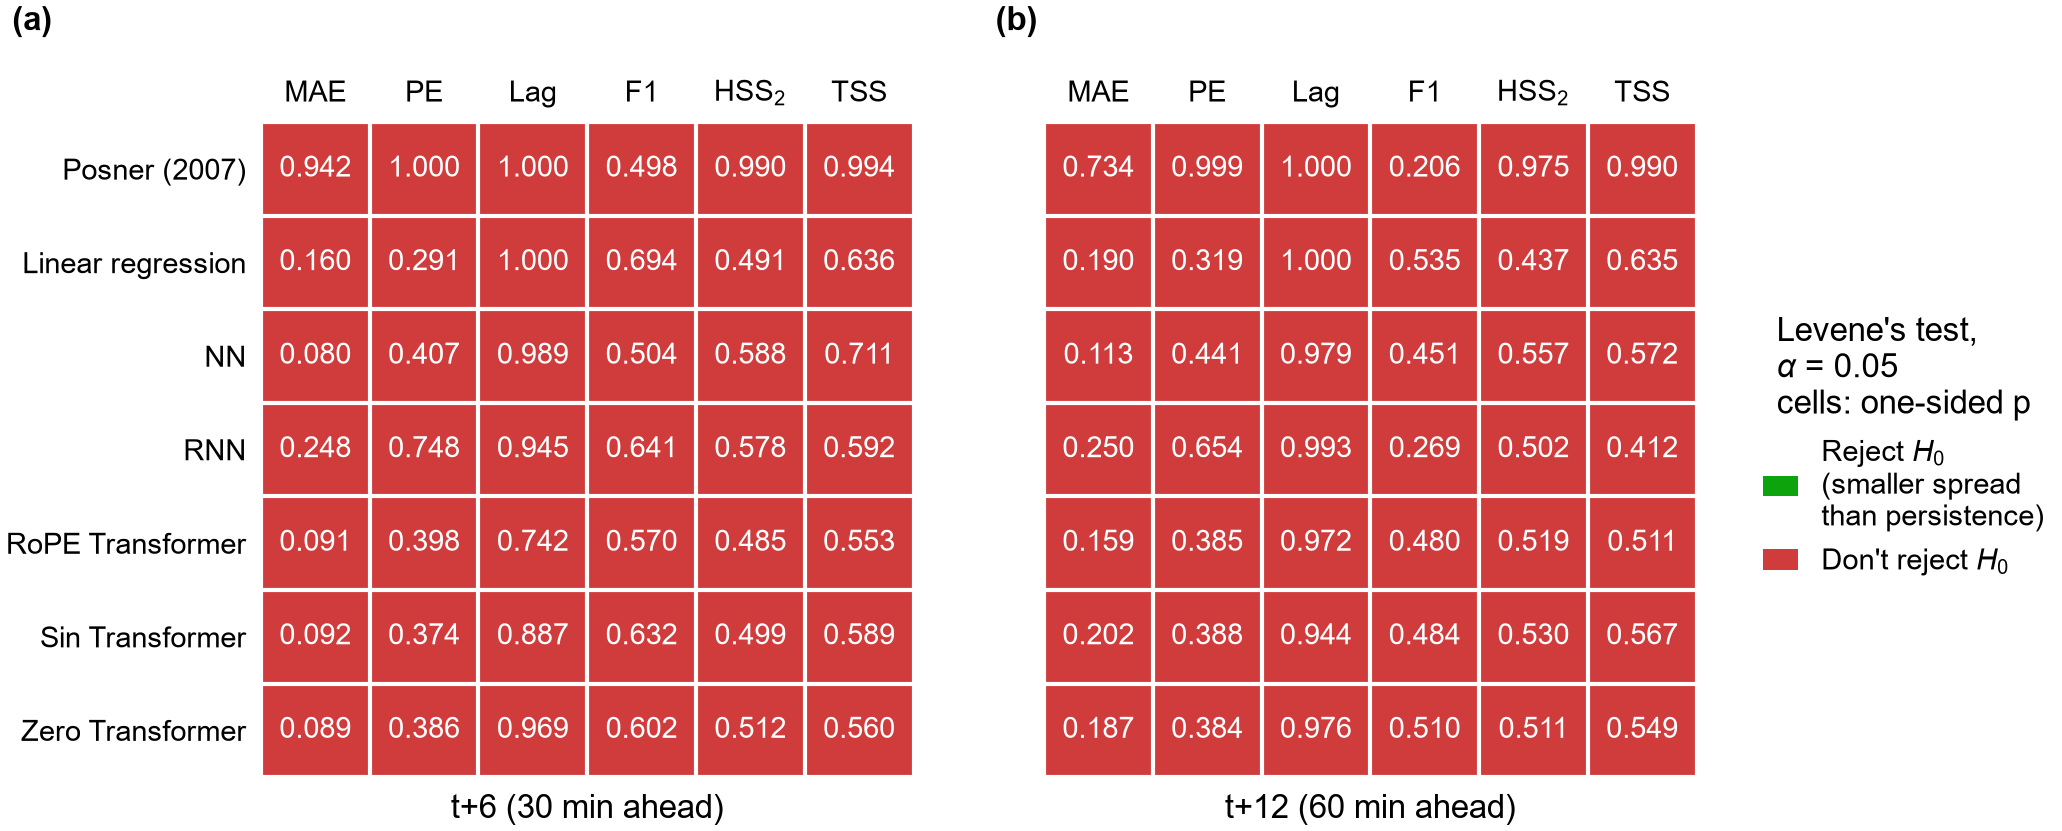 (a)
MAE PE Lag F1 HSS₂ TSS
Posner (2007) 0.942 1.000 1.000 0.498 0.990 0.994
Linear regression 0.160 0.291 1.000 0.694 0.491 0.636
NN 0.080 0.407 0.989 0.504 0.588 0.711
RNN 0.248 0.748 0.945 0.641 0.578 0.592
RoPE Transformer 0.091 0.398 0.742 0.570 0.485 0.553
Sin Transformer 0.092 0.374 0.887 0.632 0.499 0.589
Zero Transformer 0.089 0.386 0.969 0.602 0.512 0.560
t+6 (30 min ahead)
(b)
MAE PE Lag F1 HSS₂ TSS
0.734 0.999 1.000 0.206 0.975 0.990
0.190 0.319 1.000 0.535 0.437 0.635
0.113 0.441 0.979 0.451 0.557 0.572
0.250 0.654 0.993 0.269 0.502 0.412
0.159 0.385 0.972 0.480 0.519 0.511
0.202 0.388 0.944 0.484 0.530 0.567
0.187 0.384 0.976 0.510 0.511 0.549
t+12 (60 min ahead)
Levene's test,
α = 0.05
cells: one-sided p
Reject H₀
(smaller spread
than persistence)
Don't reject H₀